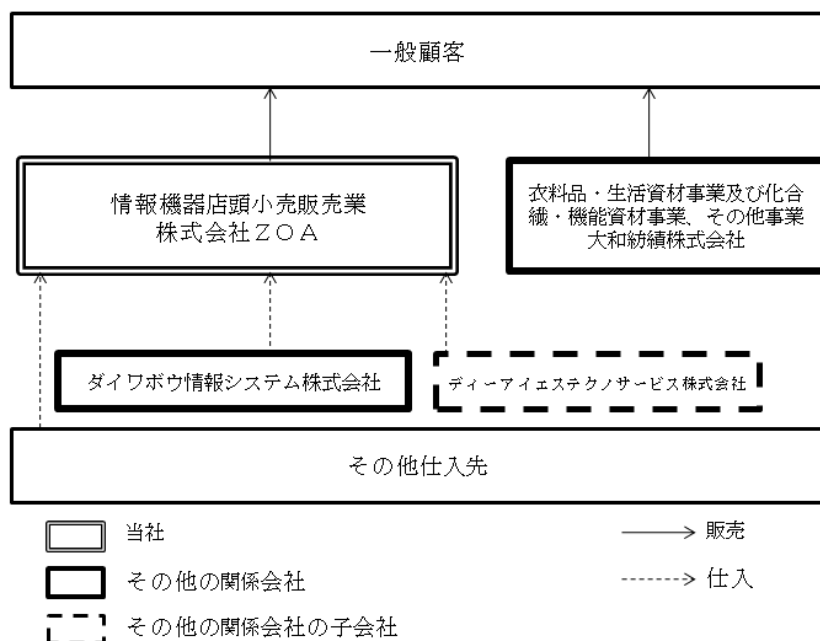 一般顧客
情報機器店頭小売販売業
株式会社ＺＯＡ
衣料品・生活資材事業及び化合
繊・機能資材事業、その他事業
大和紡績株式会社
ダイワボウ情報システム株式会社
ディーアイエステクノサービス株式会社
その他仕入先
当社
販売
その他の関係会社
仕入
その他の関係会社の子会社